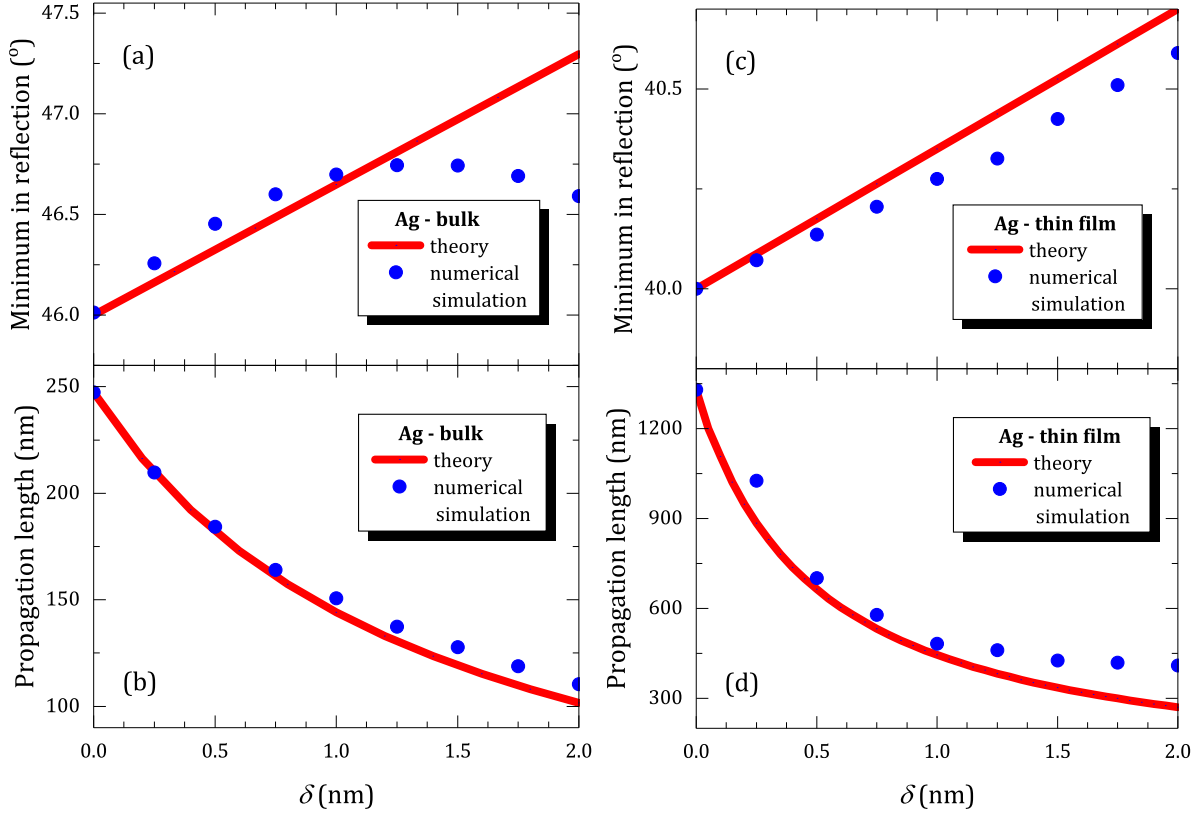 (a)
47.5
47.0
46.5
46.0
Minimum in reflection (°)
Ag - bulk
theory
numerical
simulation
(c)
40.5
40.0
Minimum in reflection (°)
Ag - thin film
theory
numerical
simulation
250
200
150
100
Propagation length (nm)
Ag - bulk
theory
numerical
simulation
(b)
0.0 0.5 1.0 1.5 2.0
δ (nm)
1200
900
600
300
Propagation length (nm)
Ag - thin film
theory
numerical
simulation
(d)
0.0 0.5 1.0 1.5 2.0
δ (nm)